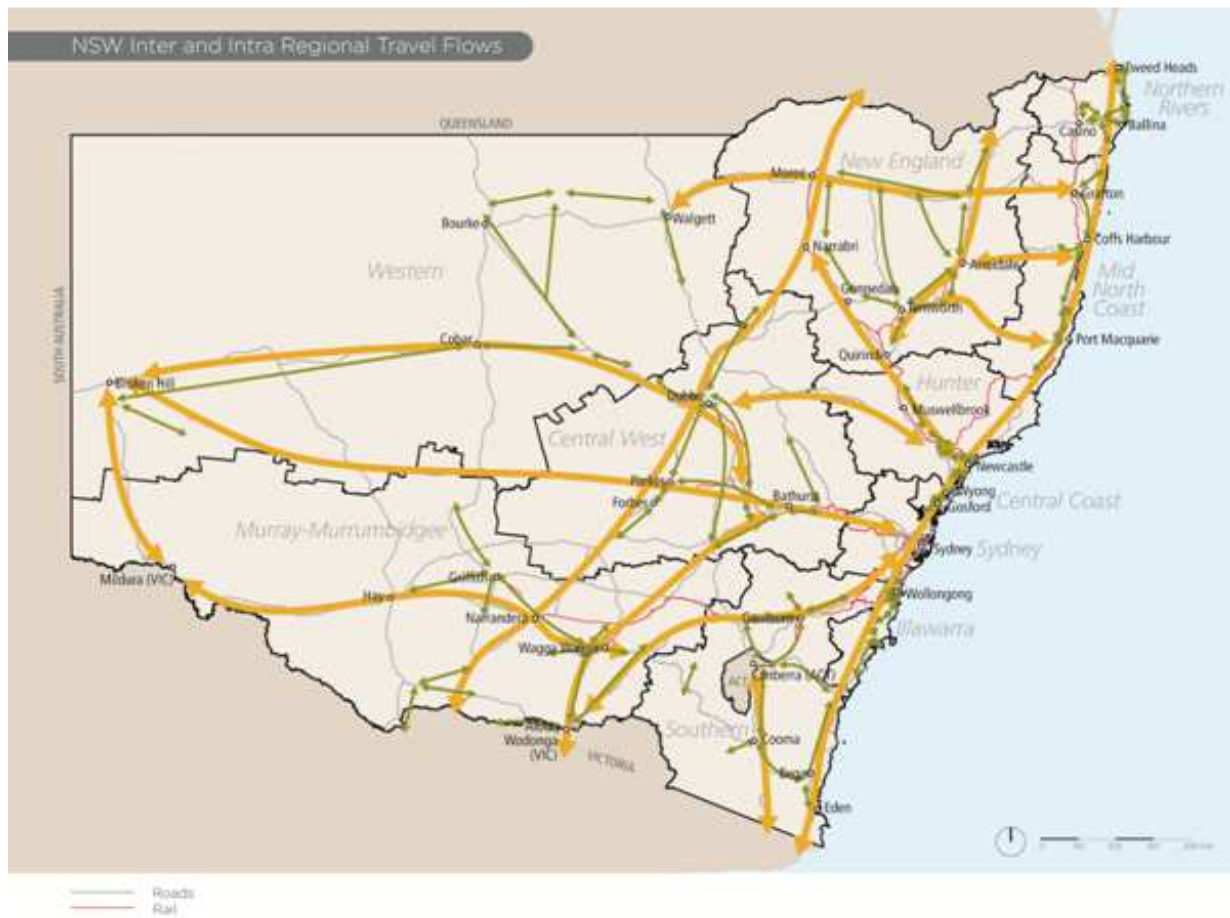 NSW Inter and Intra Regional Travel Flows
Tweed Heads
Northern
Rivers
QUEENSLAND
Casino
Ballina
New England
Moree
Grafton
Bourke
Walgett
Coffs Harbour
Narrabri
Western
Armidale
Mid
North
Coast
Gunnedah
Tamworth
SOUTH AUSTRALIA
Cobar
Port Macquarie
Quirindi
Broken Hill
Hunter
Dubbo
Muswellbrook
Central West
Newcastle
Parkes
Bathurst
Wyong
Central Coast
Forbes
Gosford
Murray-Murrumbidgee
Sydney
Sydney
Mildura (VIC)
Griffith
Hay
Wollongong
Narrandera
Goulburn
Illawarra
Wagga Wagga
Canberra (ACT)
ACT
Southern
Albury
Wodonga
(VIC)
Cooma
VICTORIA
Bega
Eden
Roads
Rail